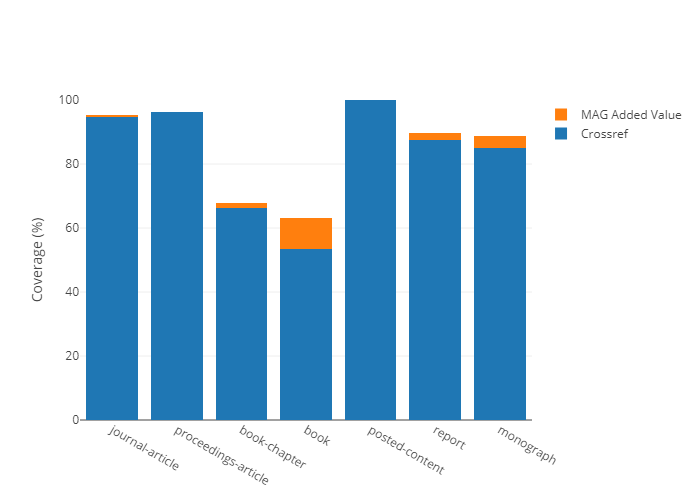 100
80
60
40
20
0
Coverage (%)
journal-article
proceedings-article
book-chapter
book
posted-content
report
monograph
MAG Added Value
Crossref